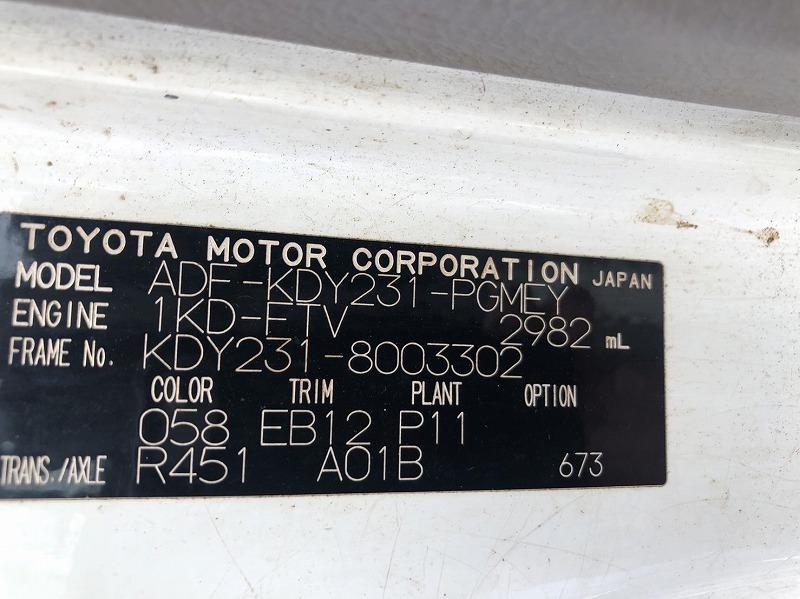 TOYOTA MOTOR CORPORATION JAPAN
MODEL ADF-KDY231-PGMEY
ENGINE 1KD-FTV 2982 mL
FRAME No. KDY231-8003302
COLOR TRIM PLANT OPTION
058 EB12 P11
TRANS./AXLE R451 A01B 673